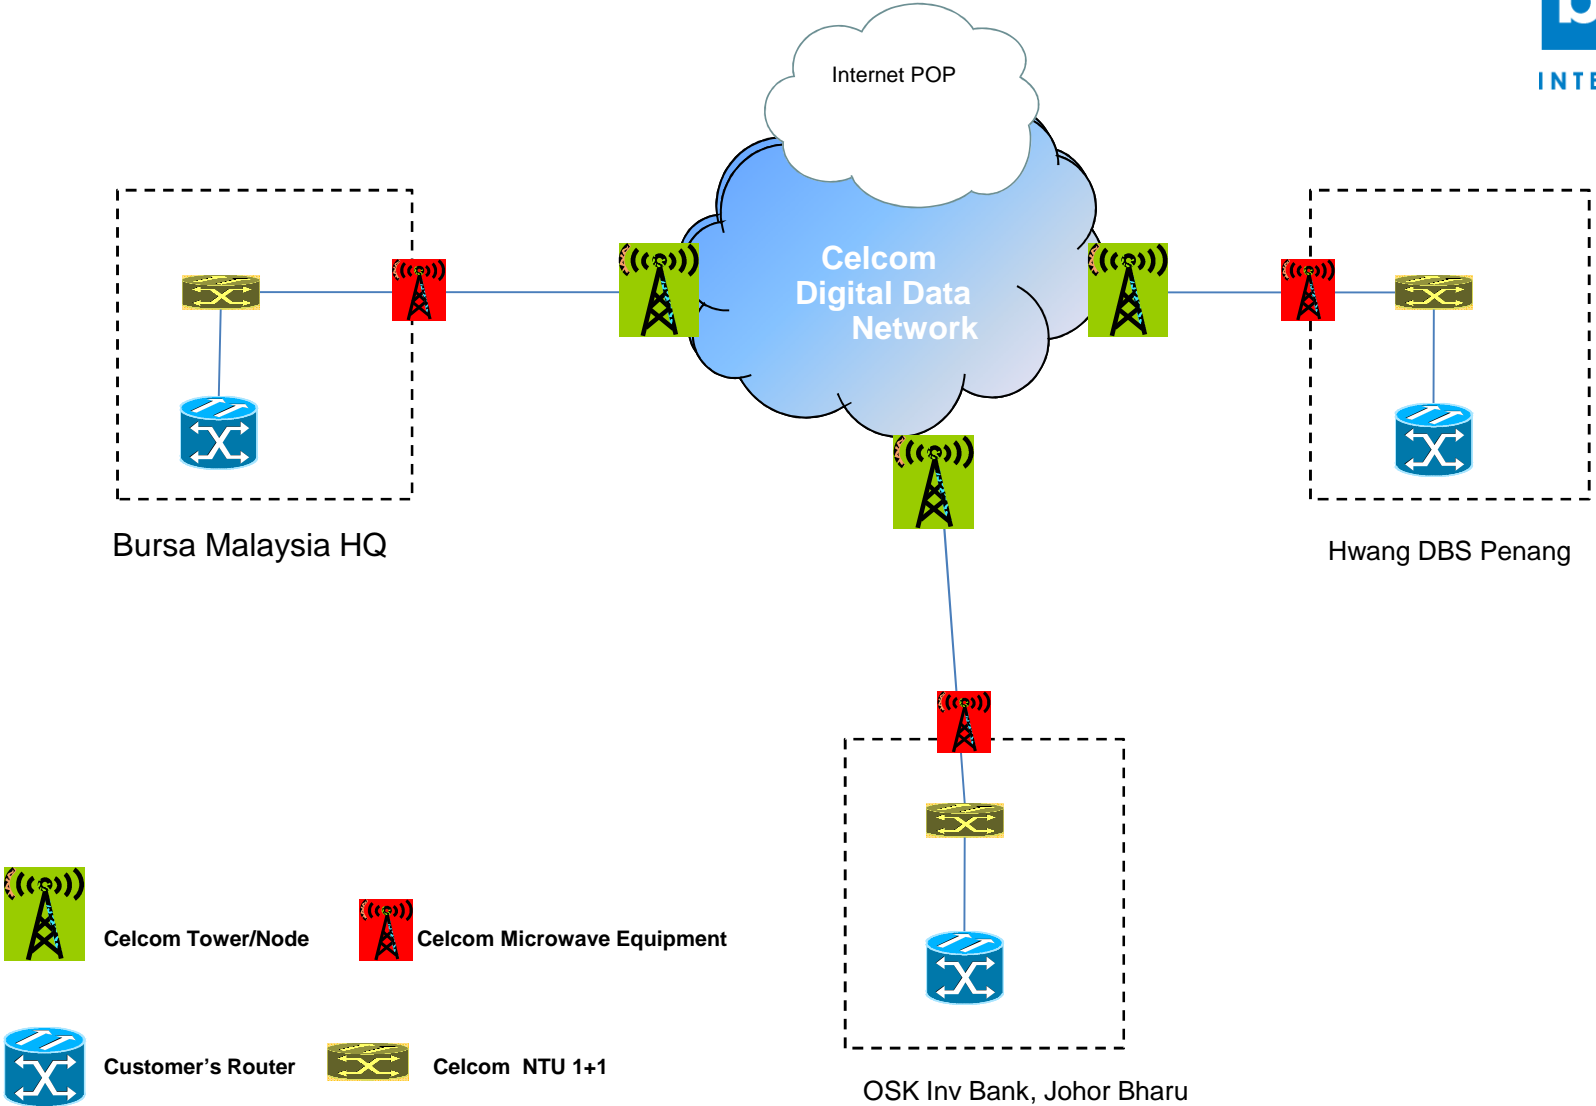 Internet POP
INTE
Celcom
Digital Data
Network
Bursa Malaysia HQ
Hwang DBS Penang
Celcom Tower/Node
Celcom Microwave Equipment
Customer's Router
Celcom NTU 1+1
OSK Inv Bank, Johor Bharu